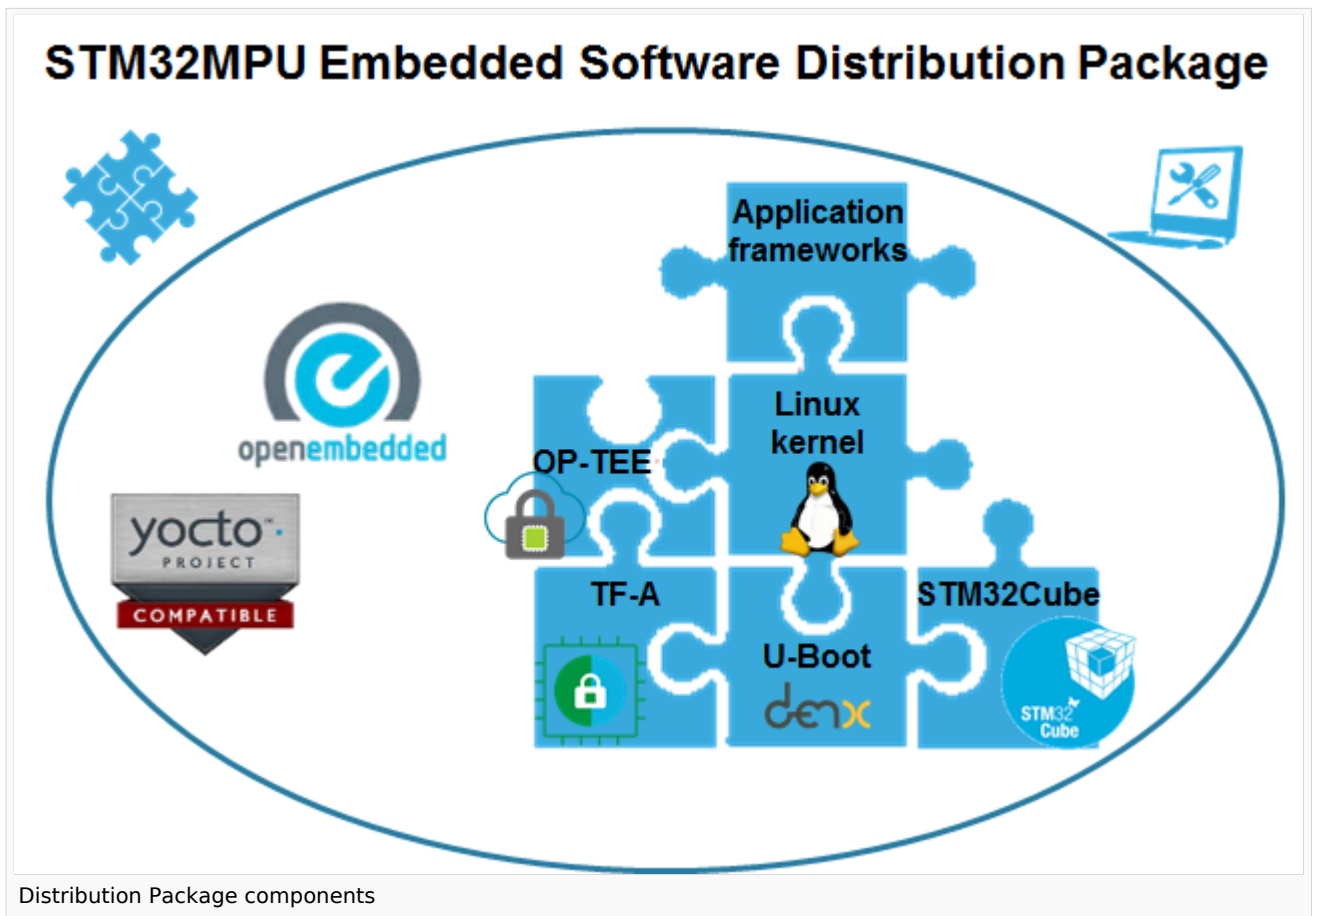 STM32MPU Embedded Software Distribution Package
Application
frameworks
openembedded
OP-TEE
Linux
kernel
yocto™
PROJECT
COMPATIBLE
TF-A
U-Boot
denx
STM32Cube
STM32
Cube
Distribution Package components